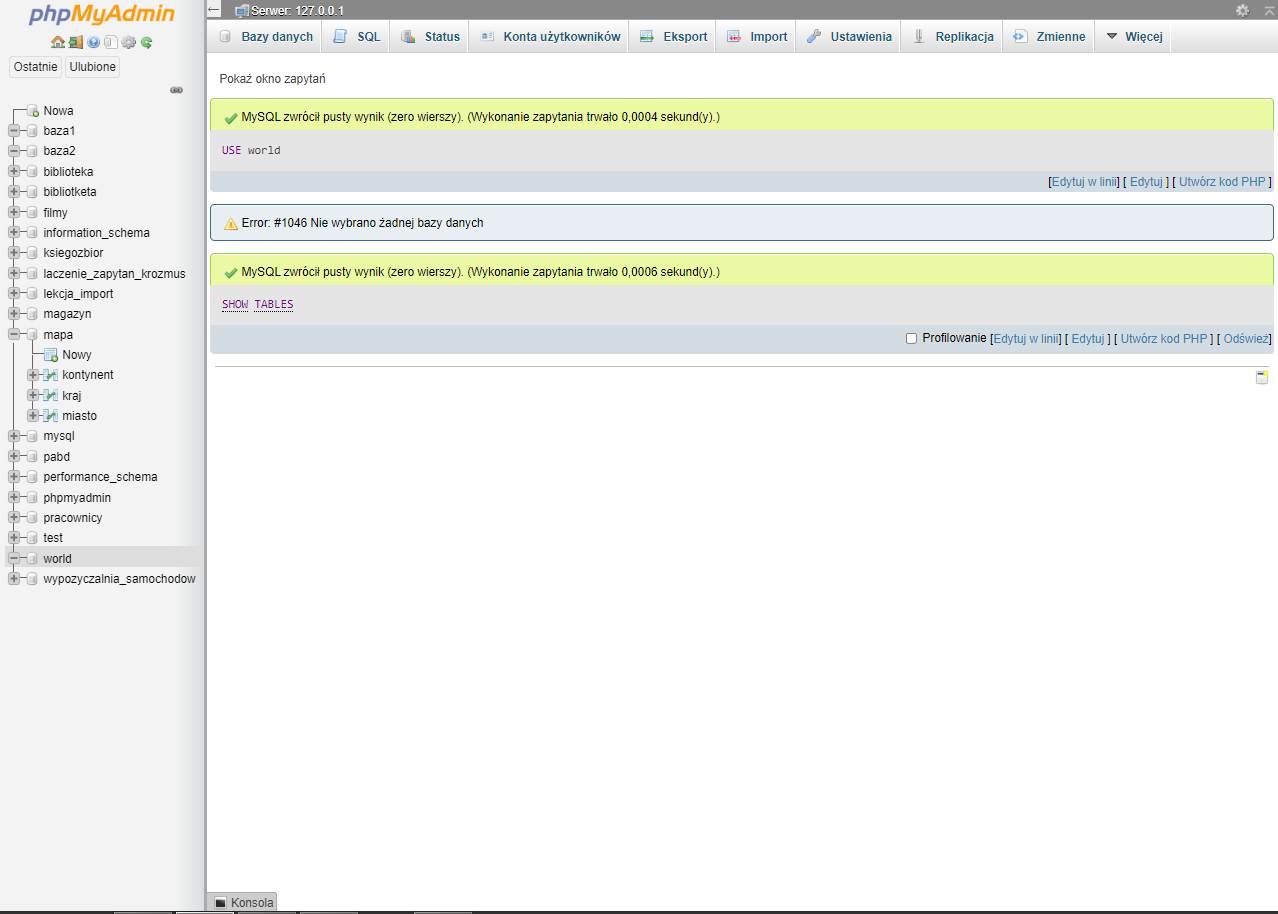 phpMyAdmin
Ostatnie Ulubione
Nowa
baza1
baza2
biblioteka
bibliotketa
filmy
information_schema
ksiegozbior
laczenie_zapytan_krozmus
lekcja_import
magazyn
mapa
Nowy
kontynent
kraj
miasto
mysql
pabd
performance_schema
phpmyadmin
pracownicy
test
world
wypozyczalnia_samochodow
Serwer: 127.0.0.1
Bazy danych SQL Status Konta użytkowników Eksport Import Ustawienia Replikacja Zmienne Więcej
Pokaż okno zapytań
MySQL zwrócił pusty wynik (zero wierszy). (Wykonanie zapytania trwało 0,0004 sekund(y).)
USE world
[Edytuj w linii] [ Edytuj ] [ Utwórz kod PHP ]
Error: #1046 Nie wybrano żadnej bazy danych
MySQL zwrócił pusty wynik (zero wierszy). (Wykonanie zapytania trwało 0,0006 sekund(y).)
SHOW TABLES
Profilowanie [Edytuj w linii] [ Edytuj ] [ Utwórz kod PHP ] [ Odśwież]
Konsola